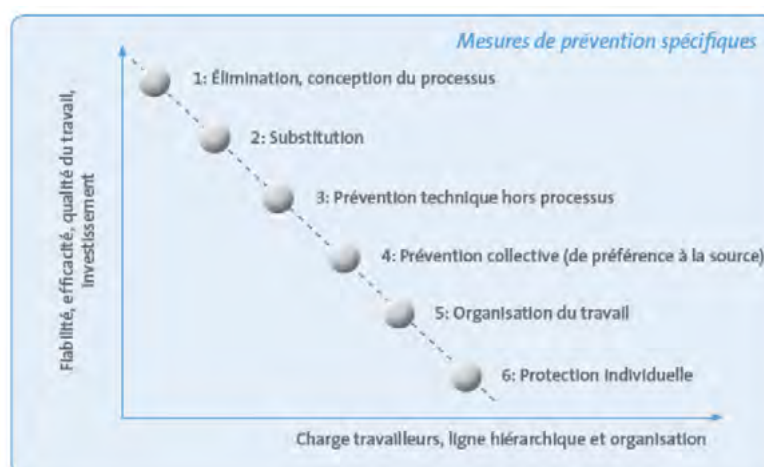 Mesures de prévention spécifiques
1: Élimination, conception du processus
2: Substitution
3: Prévention technique hors processus
4: Prévention collective (de préférence à la source)
5: Organisation du travail
6: Protection individuelle
Fiabilité, efficacité, qualité du travail,
Investissement
Charge travailleurs, ligne hiérarchique et organisation